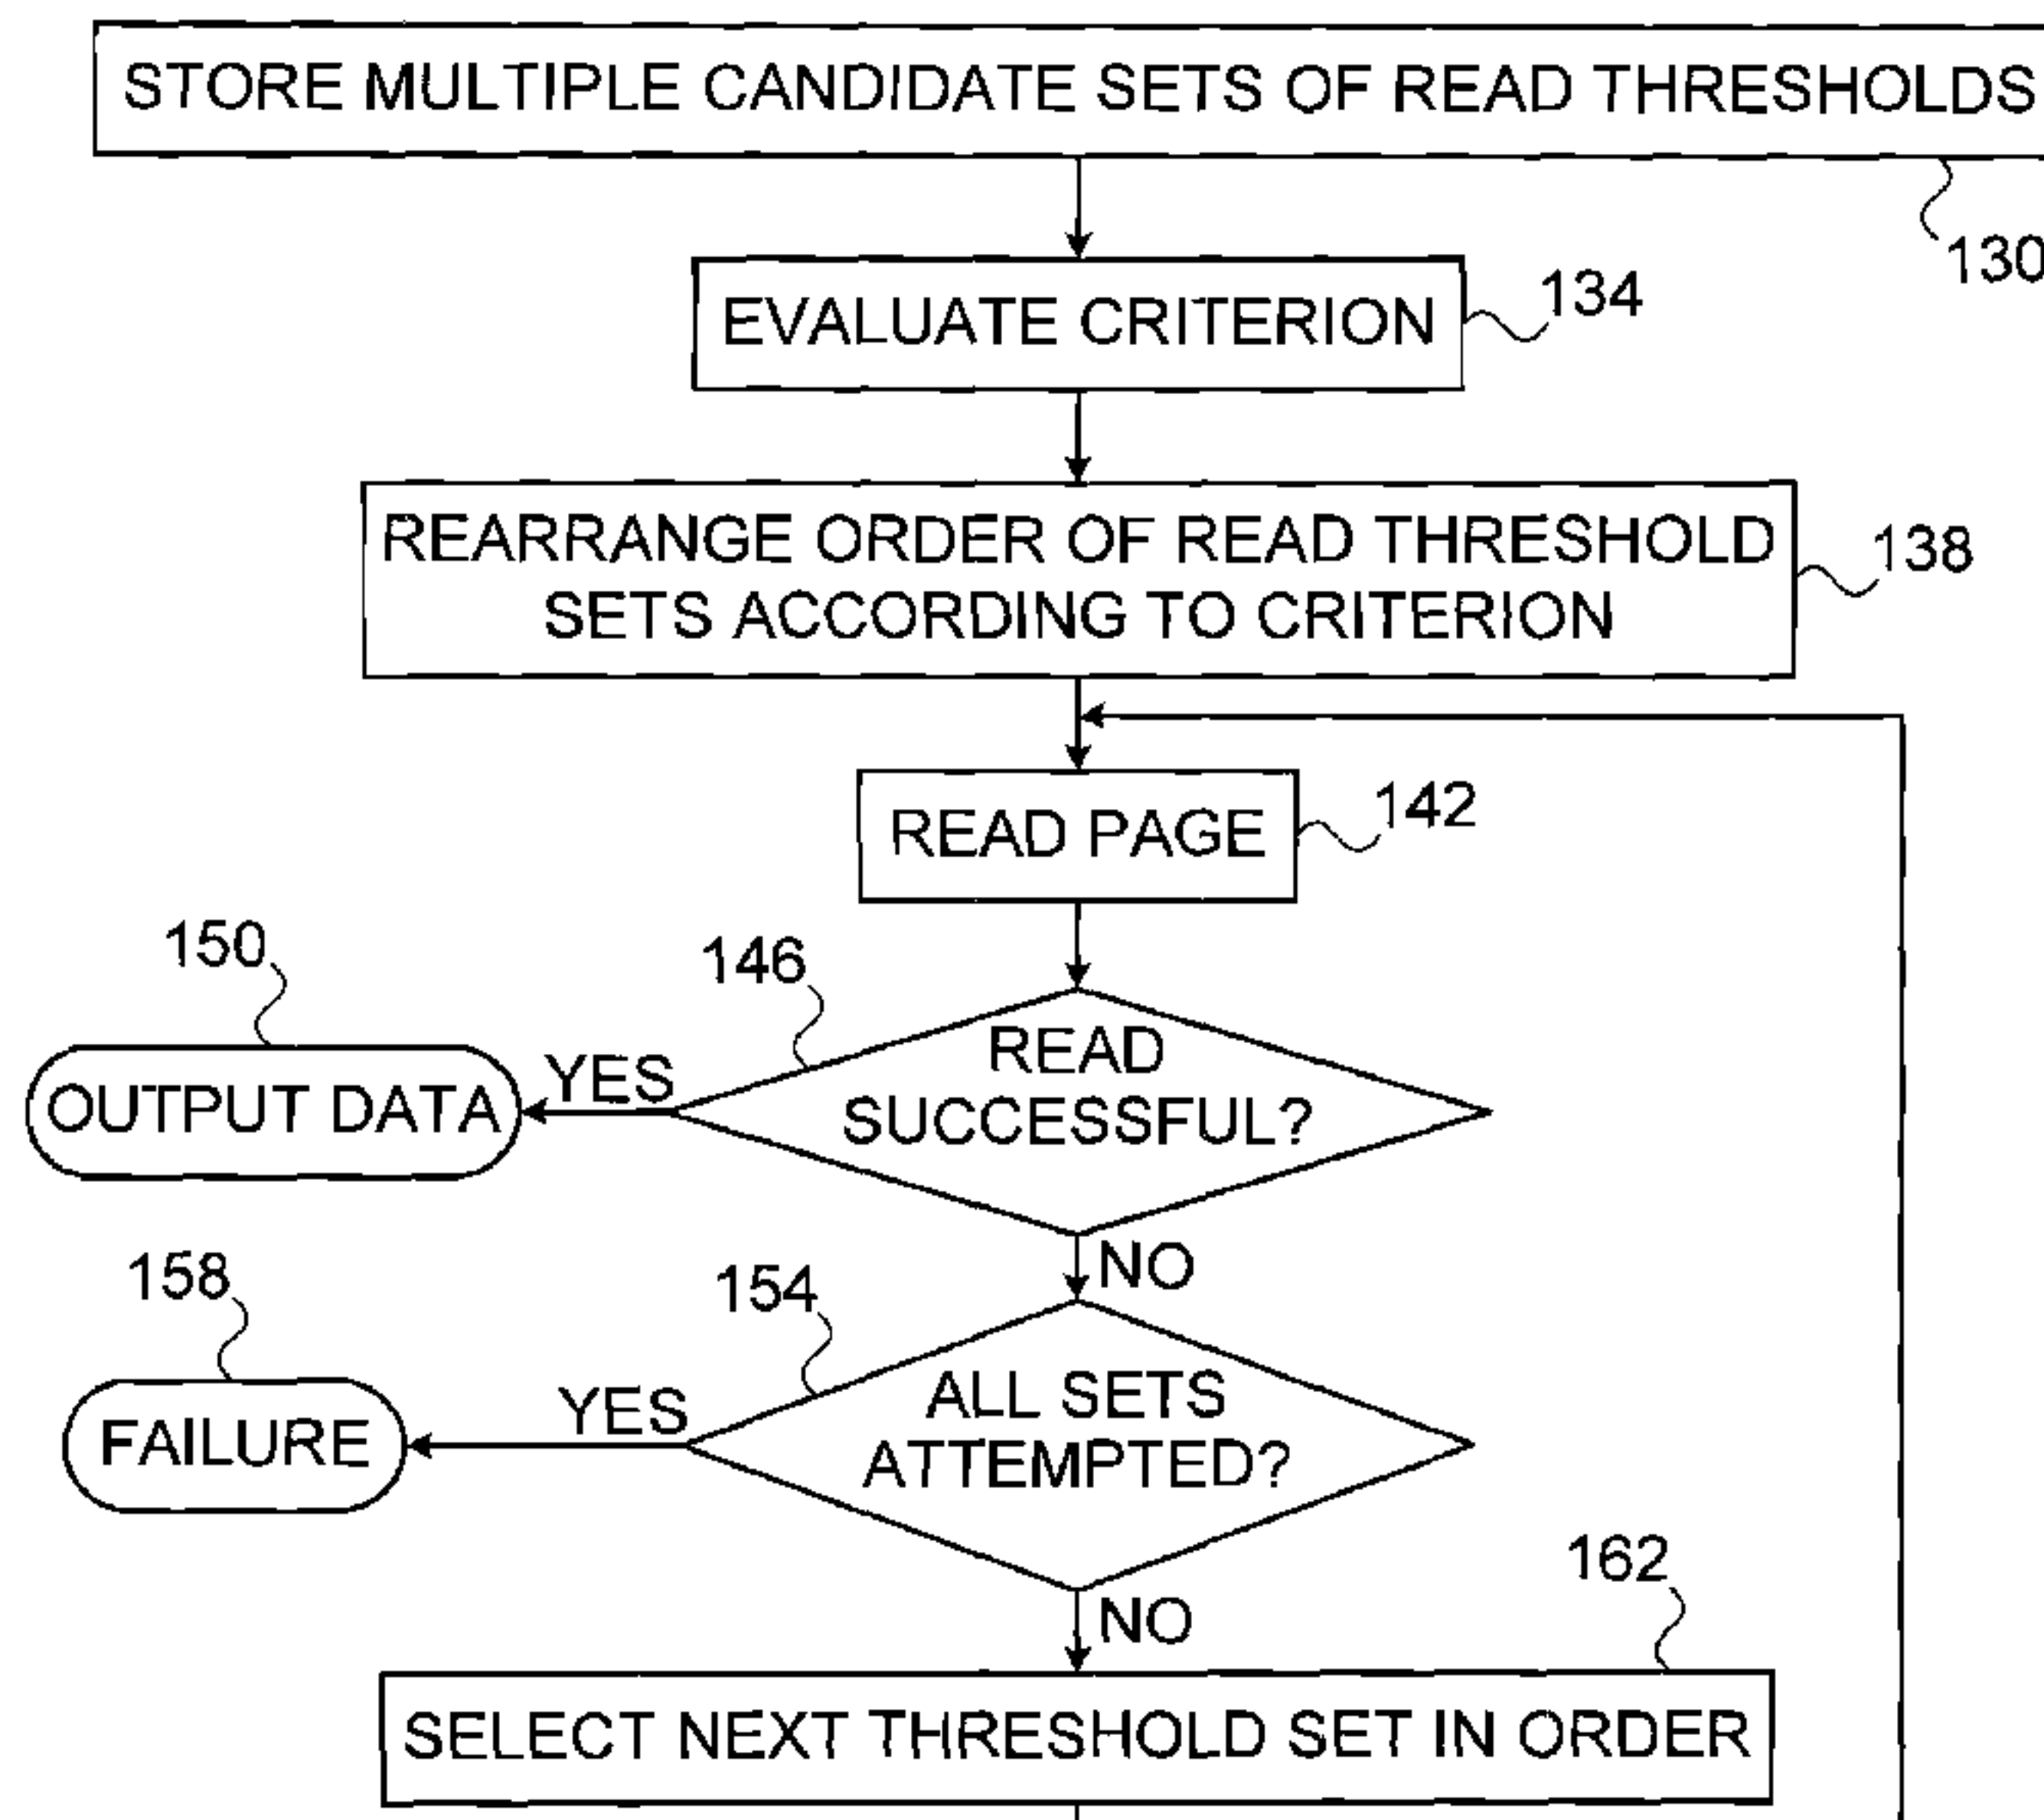 STORE MULTIPLE CANDIDATE SETS OF READ THRESHOLDS
130
EVALUATE CRITERION
134
REARRANGE ORDER OF READ THRESHOLD
SETS ACCORDING TO CRITERION
138
READ PAGE
142
146
READ
SUCCESSFUL?
YES
150
OUTPUT DATA
NO
154
ALL SETS
ATTEMPTED?
YES
158
FAILURE
NO
162
SELECT NEXT THRESHOLD SET IN ORDER